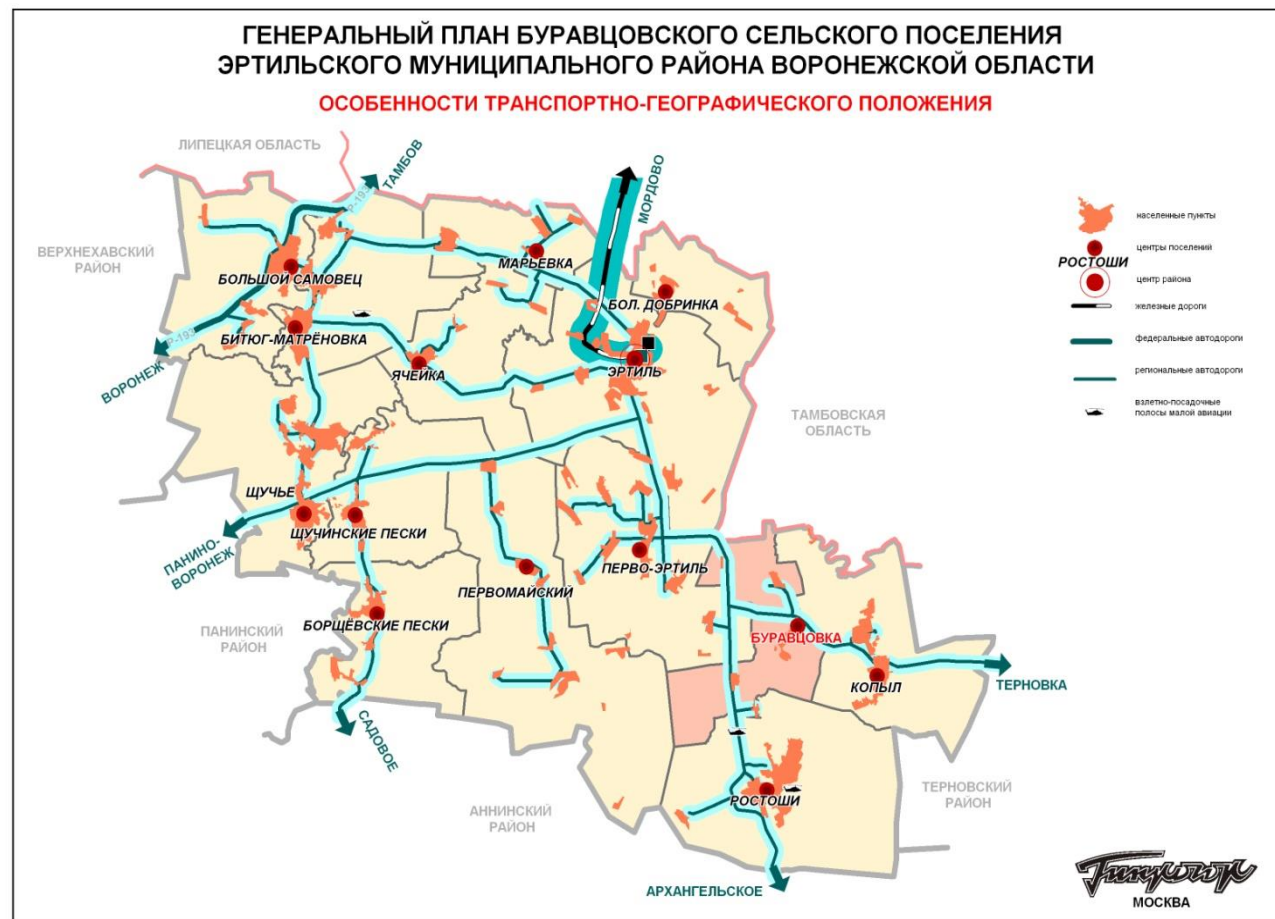 ГЕНЕРАЛЬНЫЙ ПЛАН БУРАВЦОВСКОГО СЕЛЬСКОГО ПОСЕЛЕНИЯ
ЭРТИЛЬСКОГО МУНИЦИПАЛЬНОГО РАЙОНА ВОРОНЕЖСКОЙ ОБЛАСТИ
ОСОБЕННОСТИ ТРАНСПОРТНО-ГЕОГРАФИЧЕСКОГО ПОЛОЖЕНИЯ
ЛИПЕЦКАЯ ОБЛАСТЬ
ТАМБОВ
Р-193
МОРДОВО
ВЕРХНЕХАВСКИЙ
РАЙОН
БОЛЬШОЙ САМОВЕЦ
МАРЬЕВКА
БОЛ. ДОБРИНКА
Р-193
БИТЮГ-МАТРЁНОВКА
ВОРОНЕЖ
ЯЧЕЙКА
ЭРТИЛЬ
ТАМБОВСКАЯ
ОБЛАСТЬ
ЩУЧЬЕ
ЩУЧИНСКИЕ ПЕСКИ
ПАНИНО-
ВОРОНЕЖ
ПЕРВО-ЭРТИЛЬ
ПЕРВОМАЙСКИЙ
БОРЩЁВСКИЕ ПЕСКИ
ПАНИНСКИЙ
РАЙОН
БУРАВЦОВКА
КОПЫЛ
ТЕРНОВКА
САДОВОЕ
РОСТОШИ
АННИНСКИЙ
РАЙОН
ТЕРНОВСКИЙ
РАЙОН
АРХАНГЕЛЬСКОЕ
населенные пункты
центры поселений
РОСТОШИ
центр района
железные дороги
федеральные автодороги
региональные автодороги
взлетно-посадочные
полосы малой авиации
Гипрогор
МОСКВА